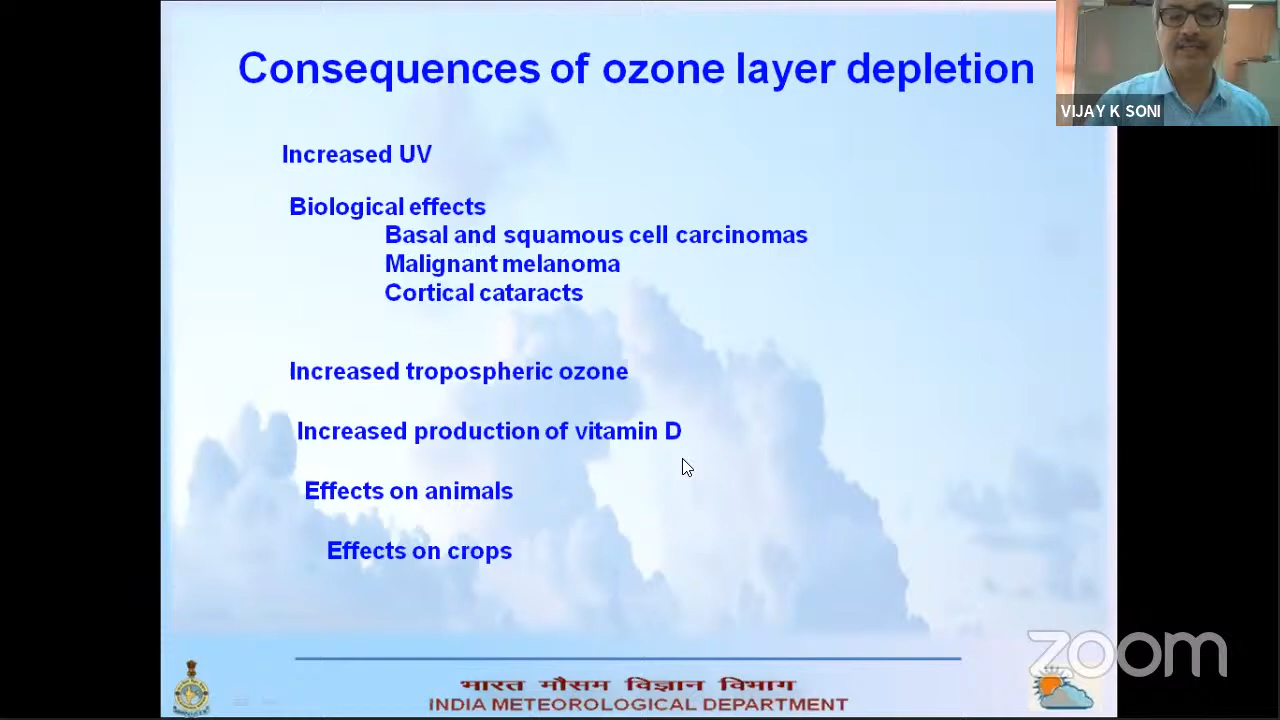 Consequences of ozone layer depletion
VIJAY K SONI
Increased UV
Biological effects
Basal and squamous cell carcinomas
Malignant melanoma
Cortical cataracts
Increased tropospheric ozone
Increased production of vitamin D
Effects on animals
Effects on crops
zoom
भारत मौसम विज्ञान विभाग
INDIA METEOROLOGICAL DEPARTMENT